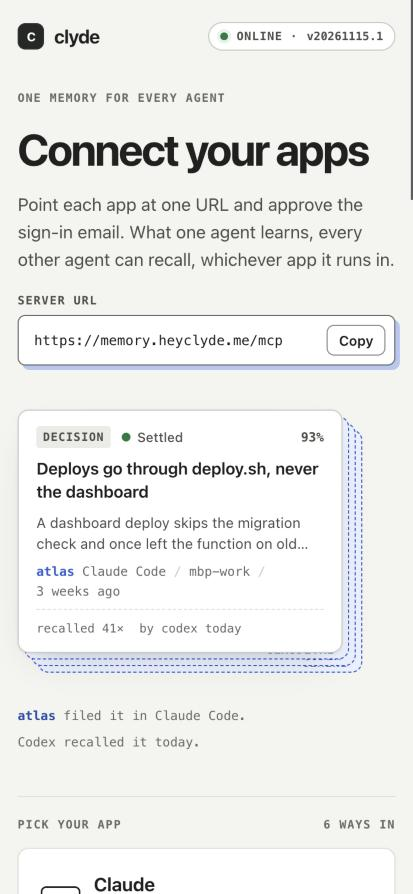 c clyde
ONLINE · v20261115.1
ONE MEMORY FOR EVERY AGENT
Connect your apps
Point each app at one URL and approve the
sign-in email. What one agent learns, every
other agent can recall, whichever app it runs in.
SERVER URL
https://memory.heyclyde.me/mcp Copy
DECISION Settled 93%
Deploys go through deploy.sh, never
the dashboard
A dashboard deploy skips the migration
check and once left the function on old...
atlas Claude Code / mbp-work /
3 weeks ago
recalled 41× by codex today
atlas filed it in Claude Code.
Codex recalled it today.
PICK YOUR APP 6 WAYS IN
Claude